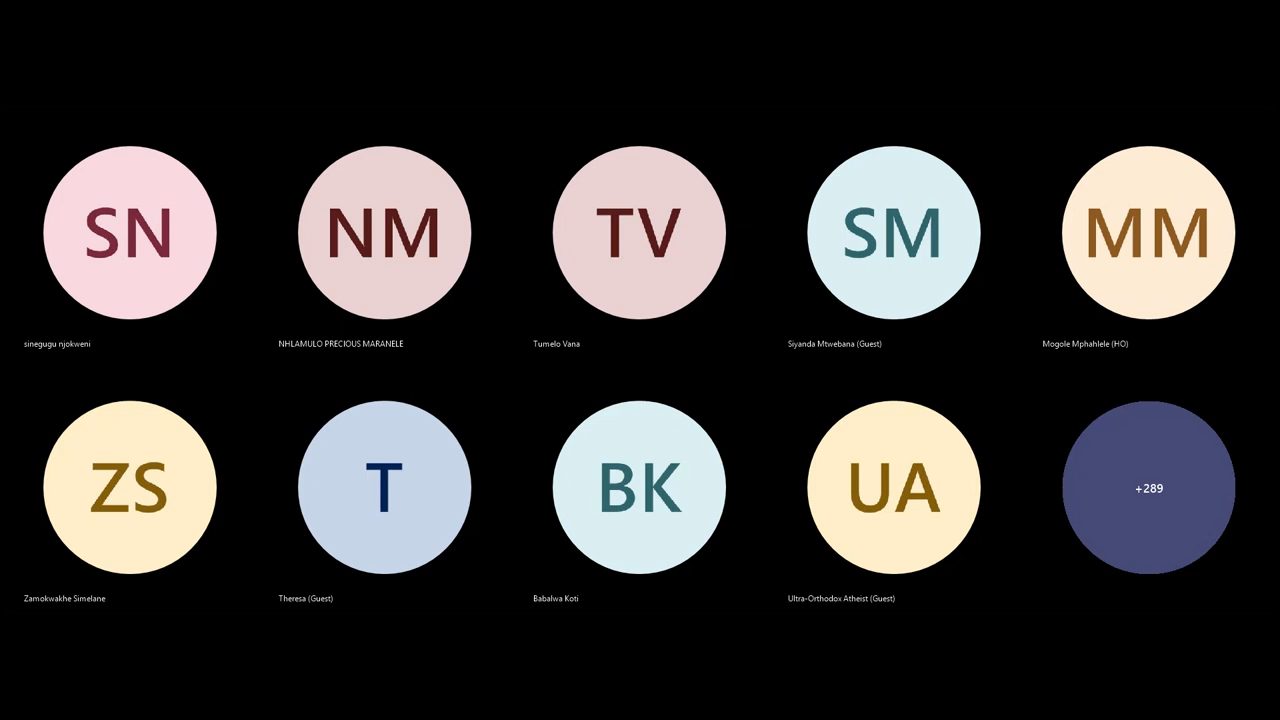 SN
NM
TV
SM
MM
sinegugu njokweni
NHLAMULO PRECIOUS MARANELE
Tumelo Vana
Siyanda Mtwebana (Guest)
Mogole Mphahlele (HO)
ZS
T
BK
UA
+289
Zamokwakhe Simelane
Theresa (Guest)
Babalwa Koti
Ultra-Orthodox Atheist (Guest)